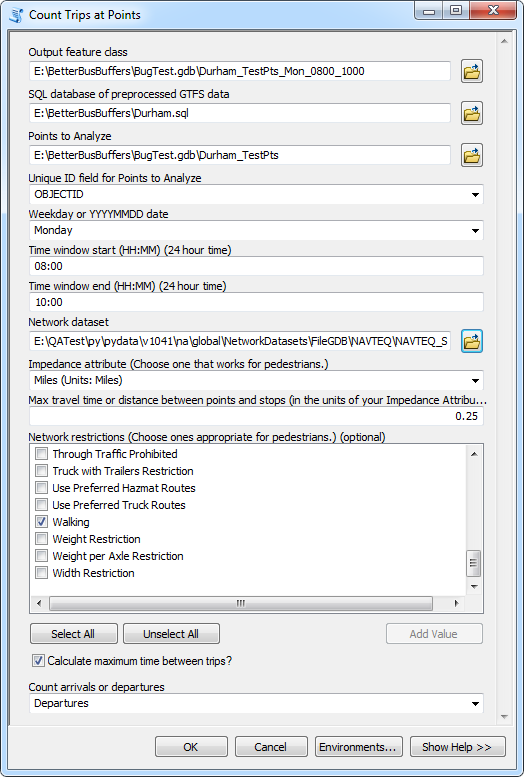 Count Trips at Points
Output feature class
E:\BetterBusBuffers\BugTest.gdb\Durham_TestPts_Mon_0800_1000
SQL database of preprocessed GTFS data
E:\BetterBusBuffers\Durham.sql
Points to Analyze
E:\BetterBusBuffers\BugTest.gdb\Durham_TestPts
Unique ID field for Points to Analyze
OBJECTID
Weekday or YYYYMMDD date
Monday
Time window start (HH:MM) (24 hour time)
08:00
Time window end (HH:MM) (24 hour time)
10:00
Network dataset
E:\QATest\py\pydata\v1041\na\global\NetworkDatasets\FileGDB\NAVTEQ\NAVTEQ_S
Impedance attribute (Choose one that works for pedestrians.)
Miles (Units: Miles)
Max travel time or distance between points and stops (in the units of your Impedance Attribu...
0.25
Network restrictions (Choose ones appropriate for pedestrians.) (optional)
Through Traffic Prohibited
Truck with Trailers Restriction
Use Preferred Hazmat Routes
Use Preferred Truck Routes
Walking
Weight Restriction
Weight per Axle Restriction
Width Restriction
Select All Unselect All Add Value
Calculate maximum time between trips?
Count arrivals or departures
Departures
OK Cancel Environments... Show Help >>